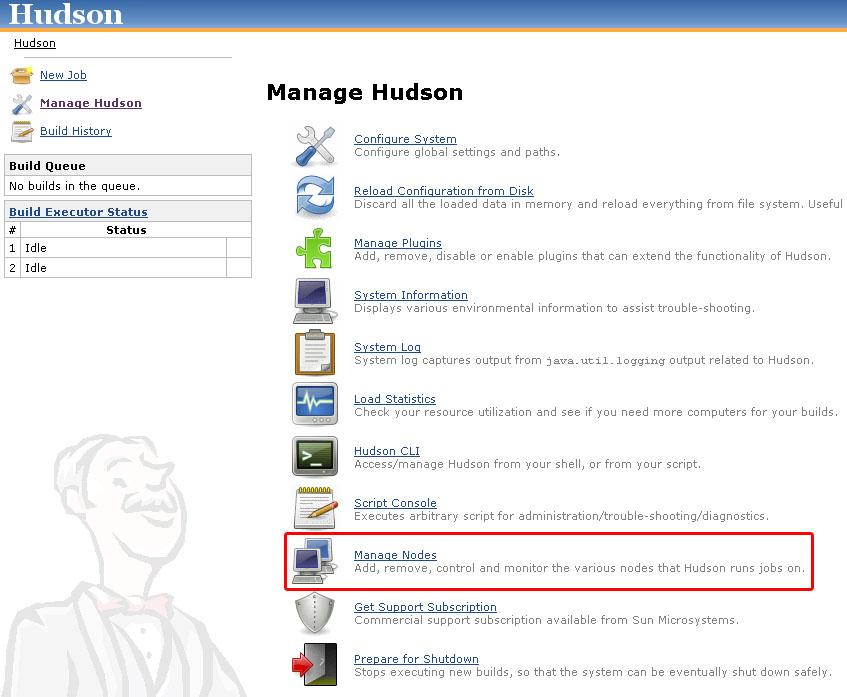 Hudson
Hudson
New Job
Manage Hudson
Build History
Build Queue
No builds in the queue.
Build Executor Status
# Status
1 Idle
2 Idle
Manage Hudson
Configure System
Configure global settings and paths.
Reload Configuration from Disk
Discard all the loaded data in memory and reload everything from file system. Useful
Manage Plugins
Add, remove, disable or enable plugins that can extend the functionality of Hudson.
System Information
Displays various environmental information to assist trouble-shooting.
System Log
System log captures output from java.util.logging output related to Hudson.
Load Statistics
Check your resource utilization and see if you need more computers for your builds.
Hudson CLI
Access/manage Hudson from your shell, or from your script.
Script Console
Executes arbitrary script for administration/trouble-shooting/diagnostics.
Manage Nodes
Add, remove, control and monitor the various nodes that Hudson runs jobs on.
Get Support Subscription
Commercial support subscription available from Sun Microsystems.
Prepare for Shutdown
Stops executing new builds, so that the system can be eventually shut down safely.